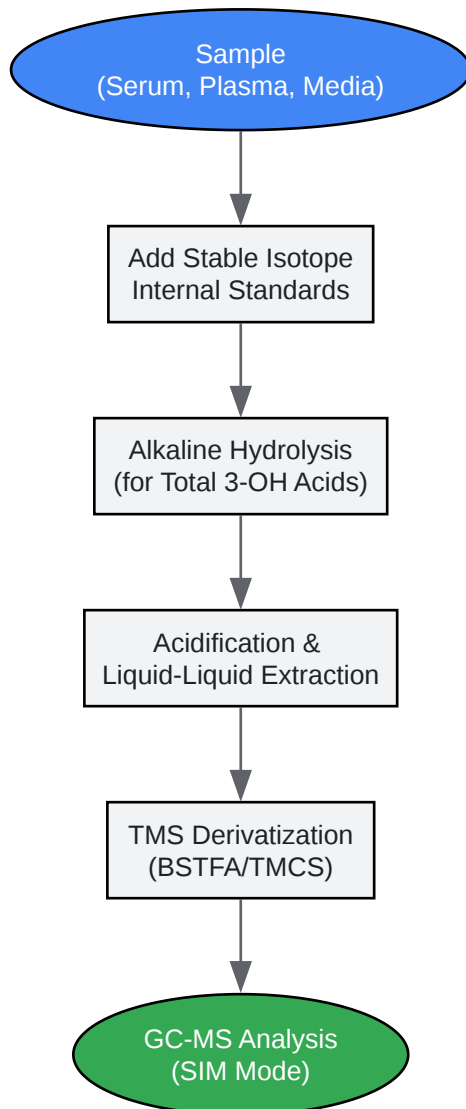 Sample
(Serum, Plasma, Media)
Add Stable Isotope
Internal Standards
Alkaline Hydrolysis
(for Total 3-OH Acids)
Acidification &
Liquid-Liquid Extraction
TMS Derivatization
(BSTFA/TMCS)
GC-MS Analysis
(SIM Mode)